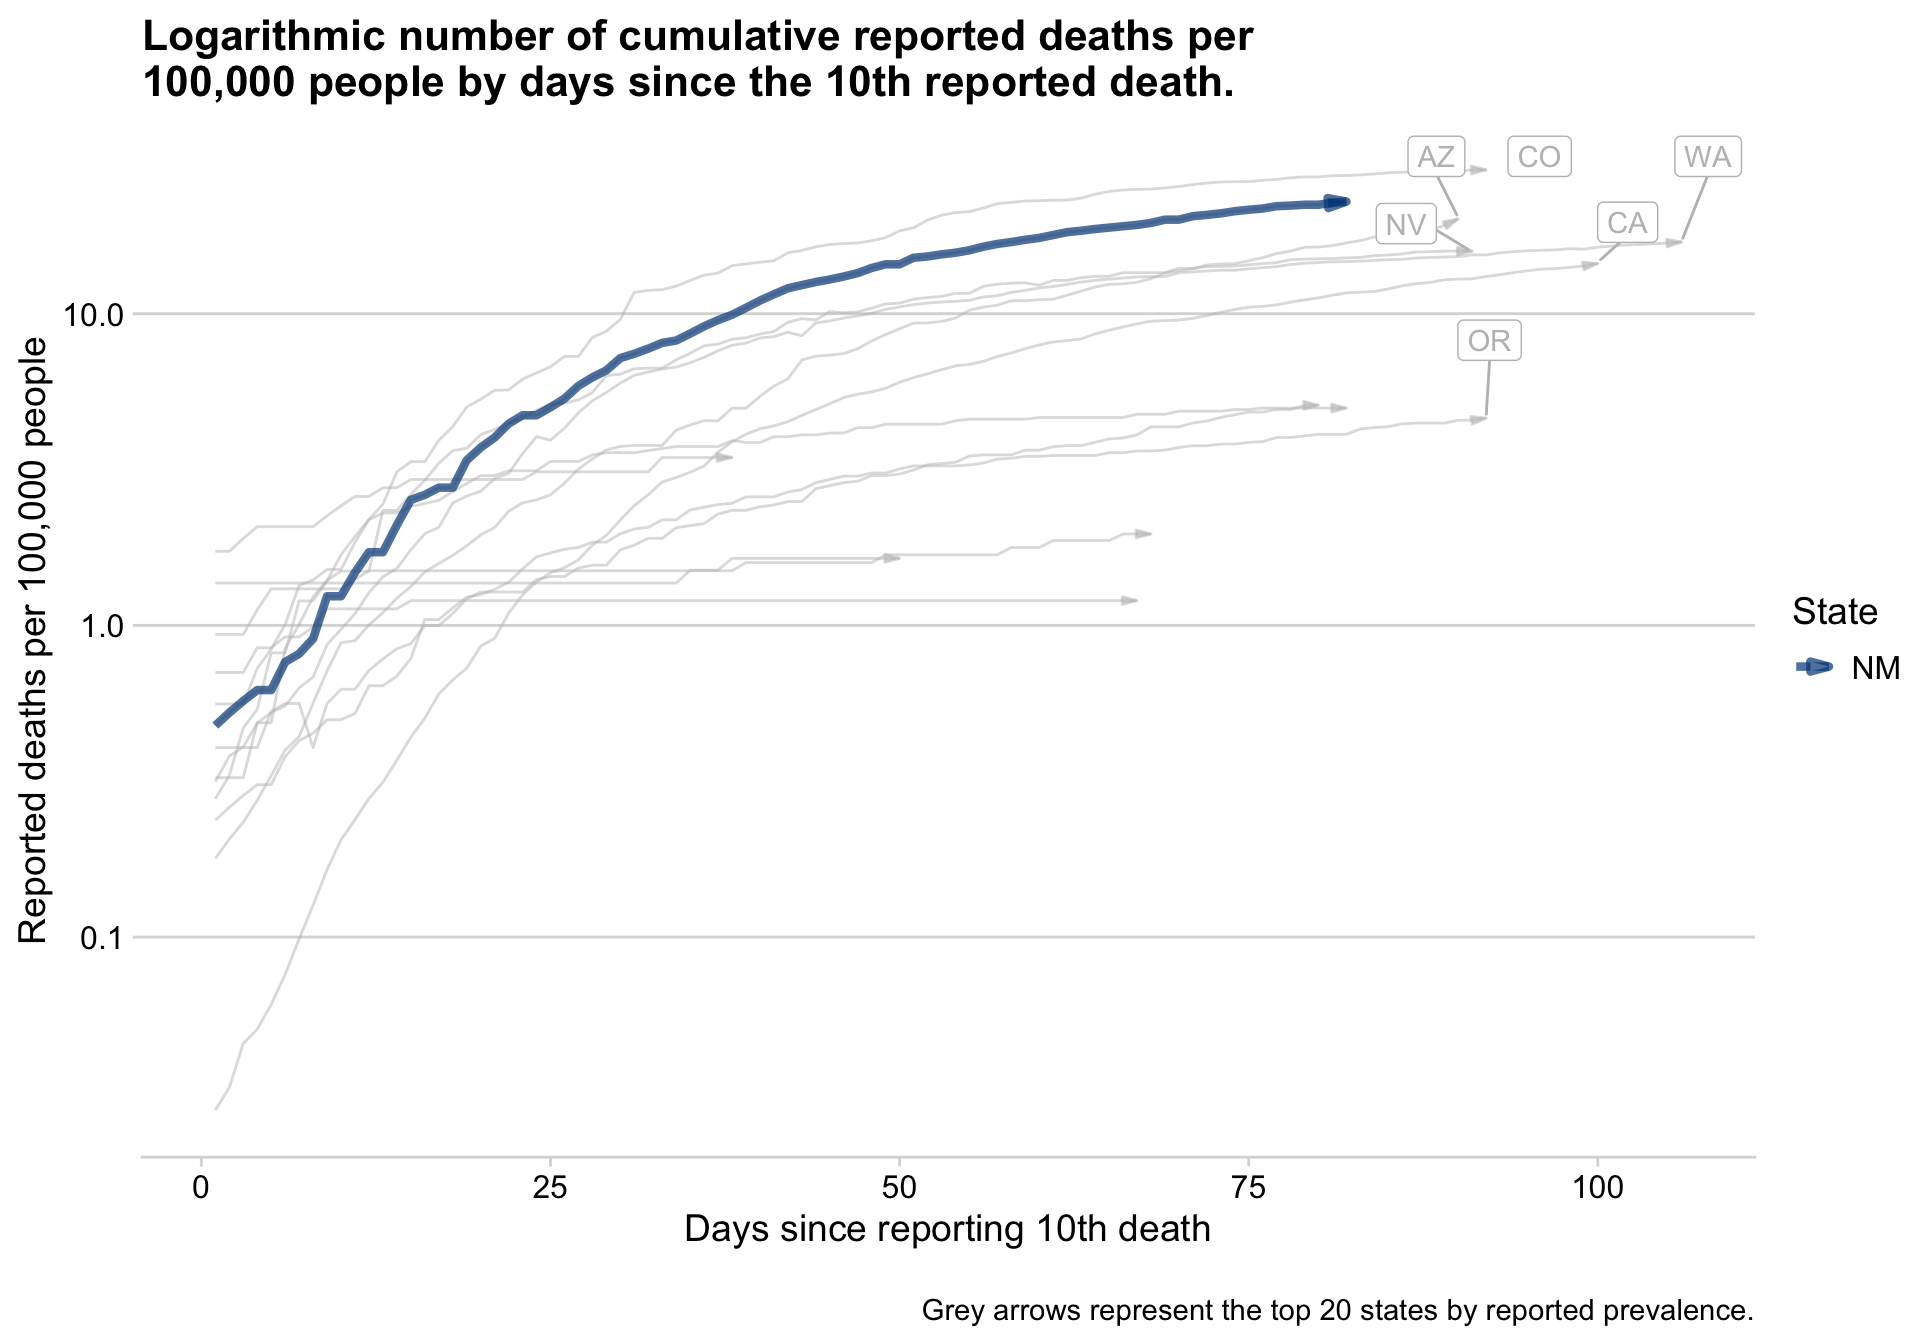 Logarithmic number of cumulative reported deaths per
100,000 people by days since the 10th reported death.
AZ
CO
WA
NV
CA
OR
10.0
1.0
0.1
Reported deaths per 100,000 people
State
NM
0
25
50
75
100
Days since reporting 10th death
Grey arrows represent the top 20 states by reported prevalence.